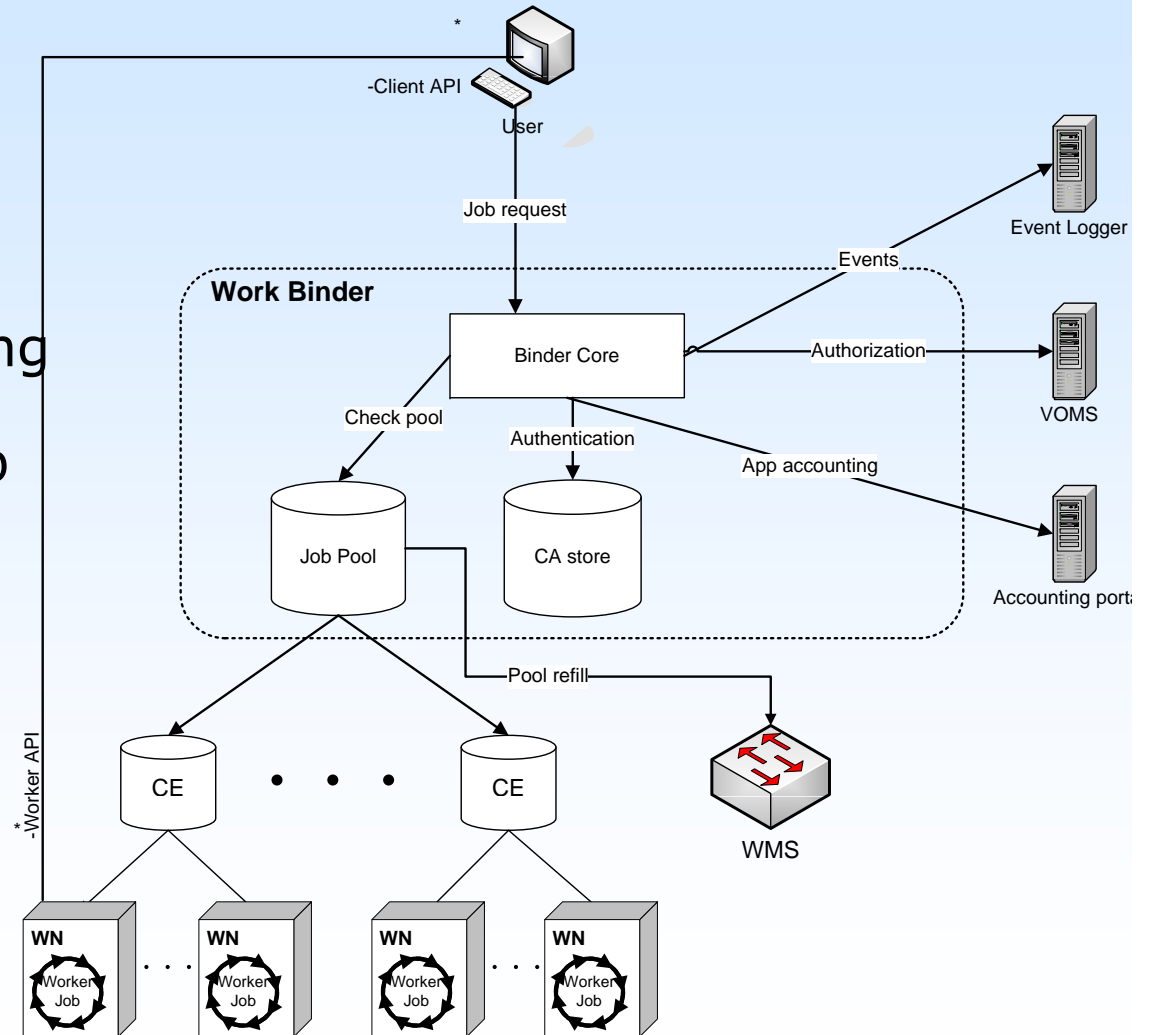 *
-Client API
User
Job request
Event Logger
Events
Work Binder
ng
Binder Core
Authorization
VOMS
Check pool
Authentication
o
App accounting
Job Pool
CA store
Accounting porta
Pool refill
*
-Worker API
CE
• • •
CE
WMS
WN
WN
WN
WN
Worker
Job
. . .
Worker
Job
Worker
Job
. . .
Worker
Job